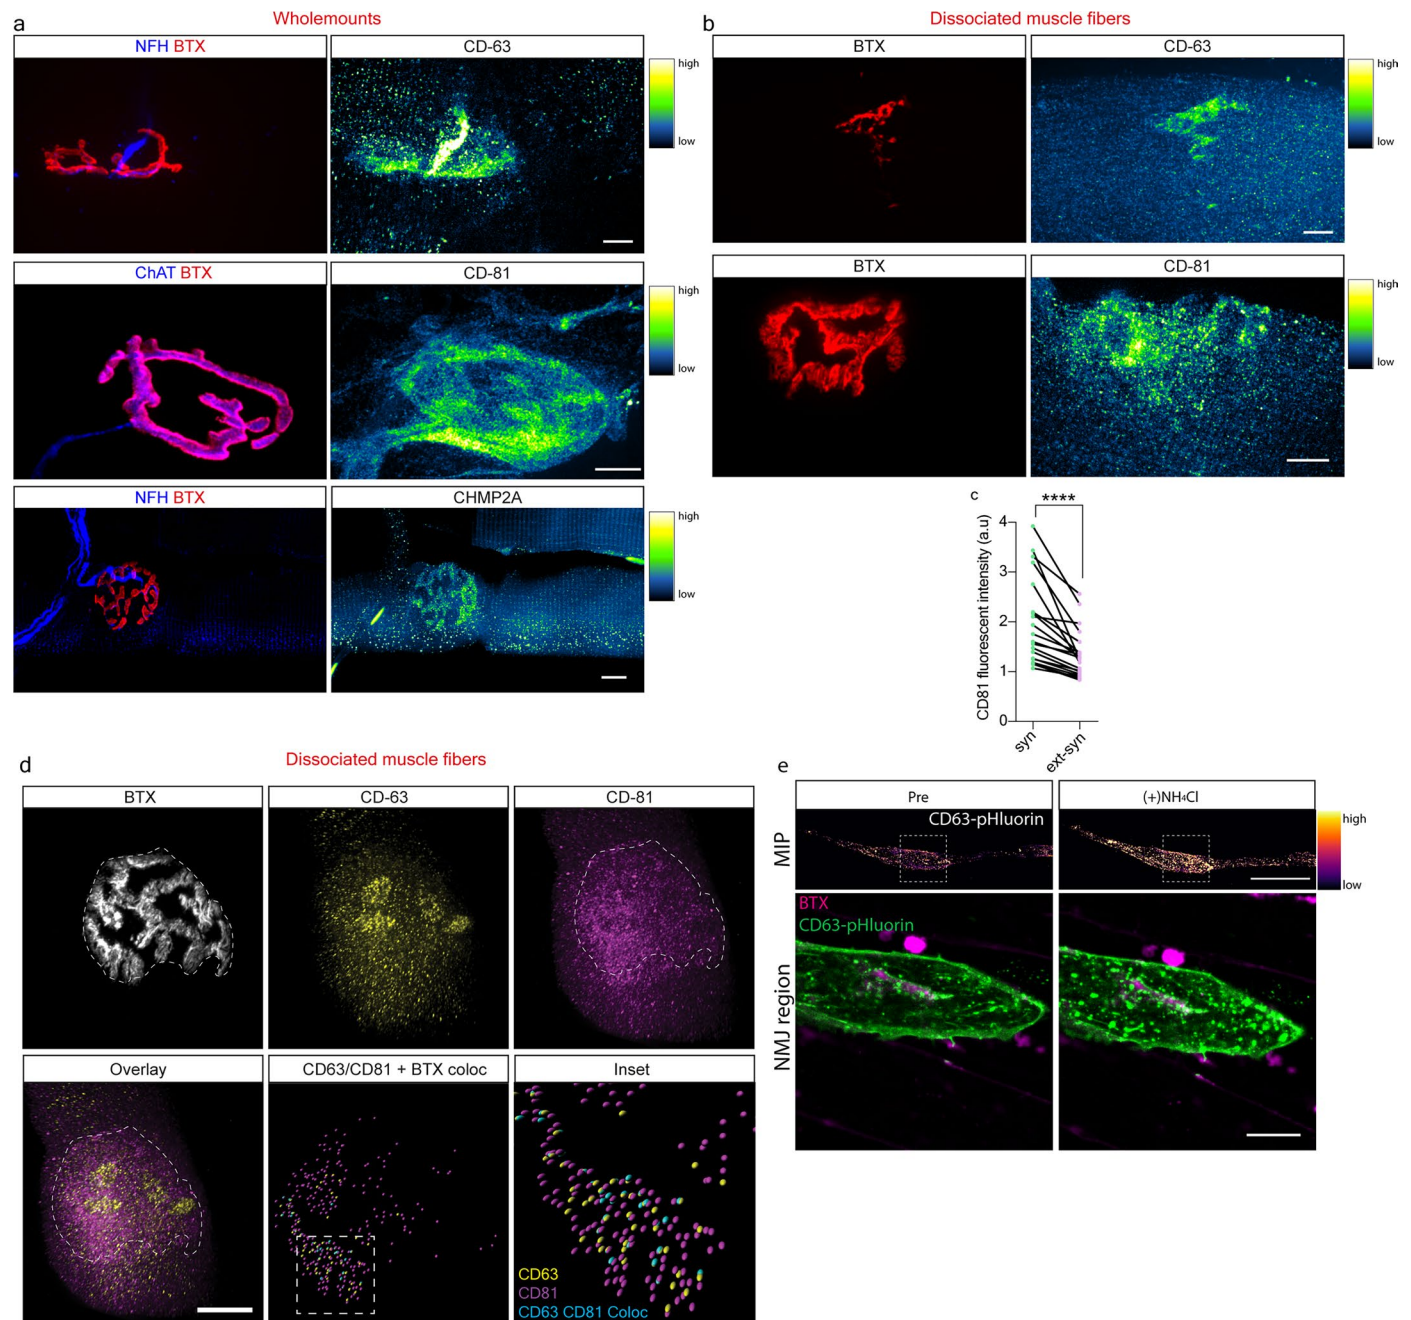 a
Wholemounts
NFH BTX
CD-63
high
low
ChAT BTX
CD-81
high
low
NFH BTX
CHMP2A
high
low
b
Dissociated muscle fibers
BTX
CD-63
high
low
BTX
CD-81
high
low
c
****
CD81 fluorescent intensity (a.u)
4
3
2
1
0
syn
ext-syn
d
Dissociated muscle fibers
BTX
CD-63
CD-81
Overlay
CD63/CD81 + BTX coloc
Inset
CD63
CD81
CD63 CD81 Coloc
e
Pre
(+)NH₄Cl
MIP
CD63-pHluorin
high
low
NMJ region
BTX
CD63-pHluorin